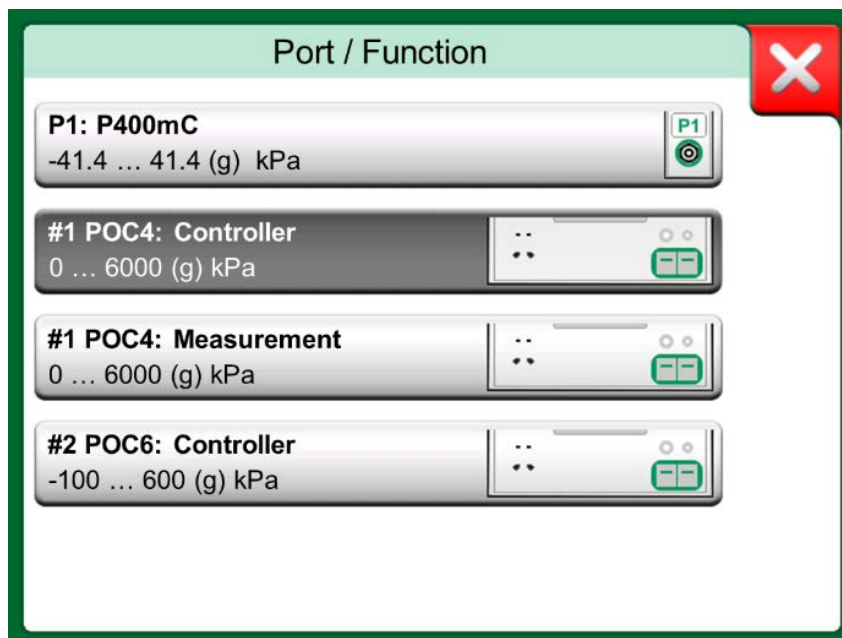 Port / Function
P1: P400mC
-41.4 … 41.4 (g) kPa
P1
#1 POC4: Controller
0 … 6000 (g) kPa
#1 POC4: Measurement
0 … 6000 (g) kPa
#2 POC6: Controller
-100 … 600 (g) kPa